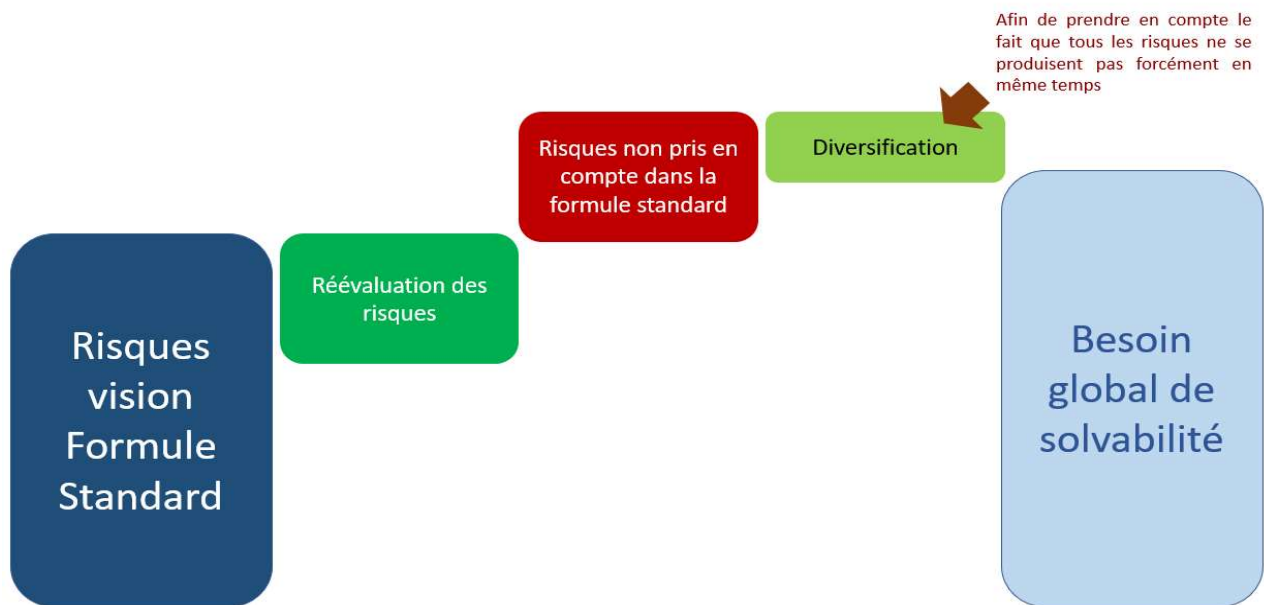 Afin de prendre en compte le
fait que tous les risques ne se
produisent pas forcément en
même temps
Risques non pris en
compte dans la
formule standard
Diversification
Réévaluation des
risques
Risques
vision
Formule
Standard
Besoin
global de
solvabilité